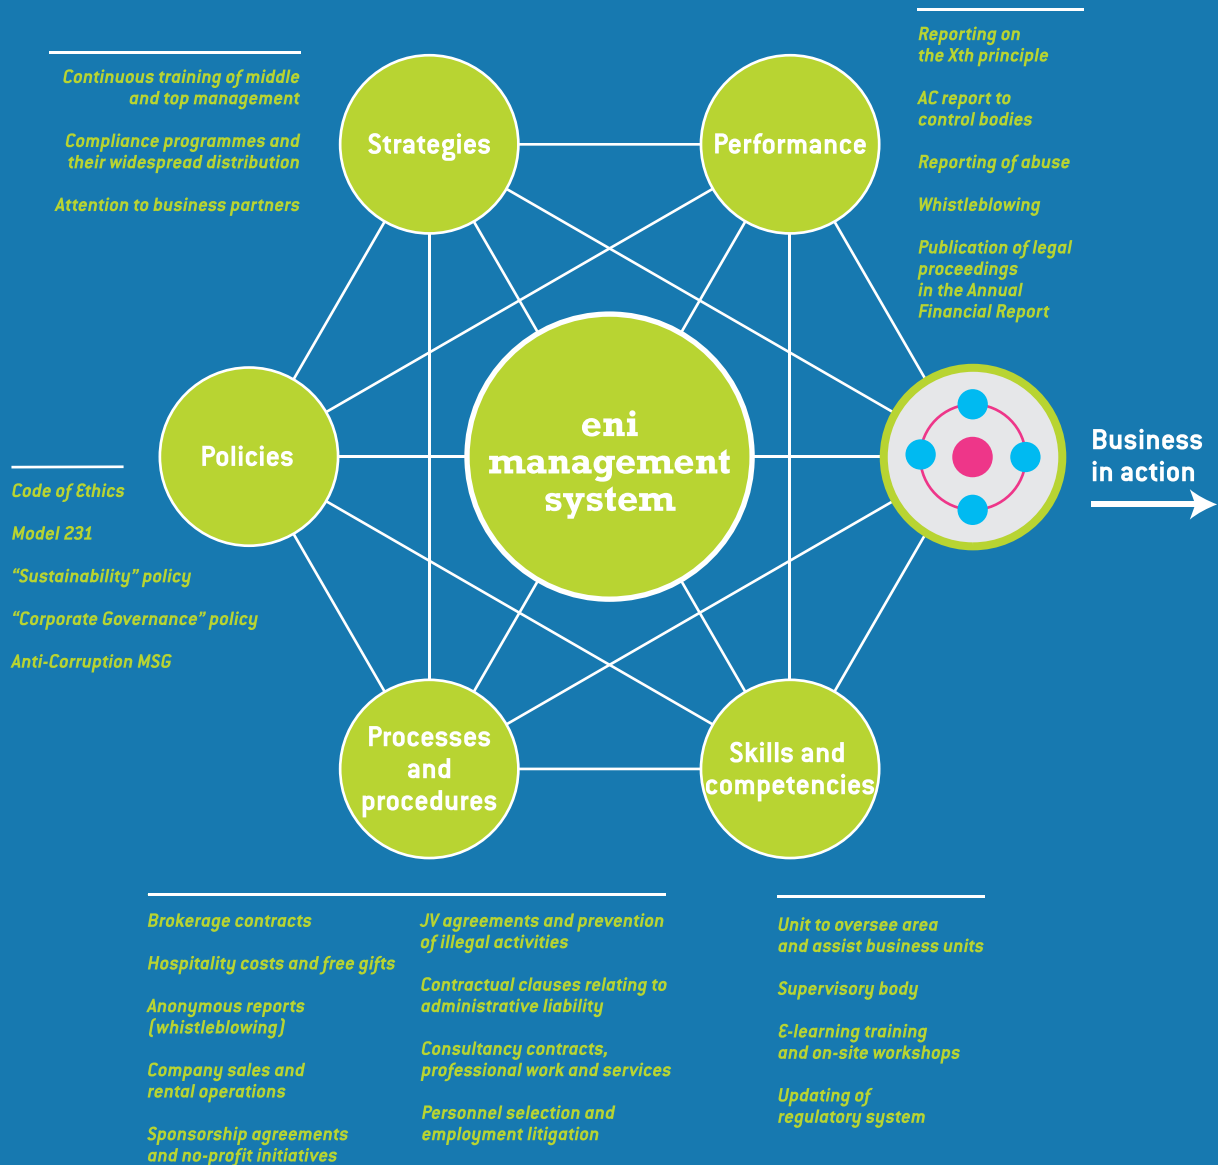 Continuous training of middle
and top management
Compliance programmes and
their widespread distribution
Attention to business partners
Strategies
Performance
Reporting on
the Xth principle
AC report to
control bodies
Reporting of abuse
Whistleblowing
Publication of legal
proceedings
in the Annual
Financial Report
Policies
eni
management
system
Business
in action
Code of Ethics
Model 231
“Sustainability” policy
“Corporate Governance” policy
Anti-Corruption MSG
Processes
and
procedures
Skills and
competencies
Brokerage contracts
Hospitality costs and free gifts
Anonymous reports
(whistleblowing)
Company sales and
rental operations
Sponsorship agreements
and no-profit initiatives
JV agreements and prevention
of illegal activities
Contractual clauses relating to
administrative liability
Consultancy contracts,
professional work and services
Personnel selection and
employment litigation
Unit to oversee area
and assist business units
Supervisory body
E-learning training
and on-site workshops
Updating of
regulatory system